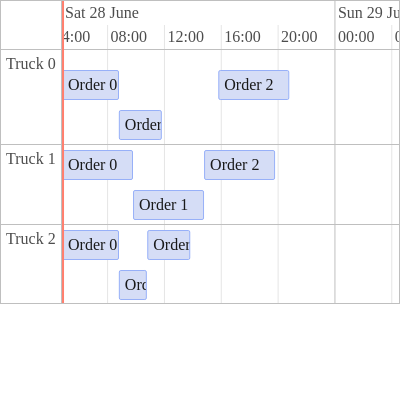 Sat 28 June
Sun 29 Ju
4:00 08:00 12:00 16:00 20:00 00:00
Truck 0
Order 0
Order 2
Order
Truck 1
Order 0
Order 2
Order 1
Truck 2
Order 0
Order
Ord